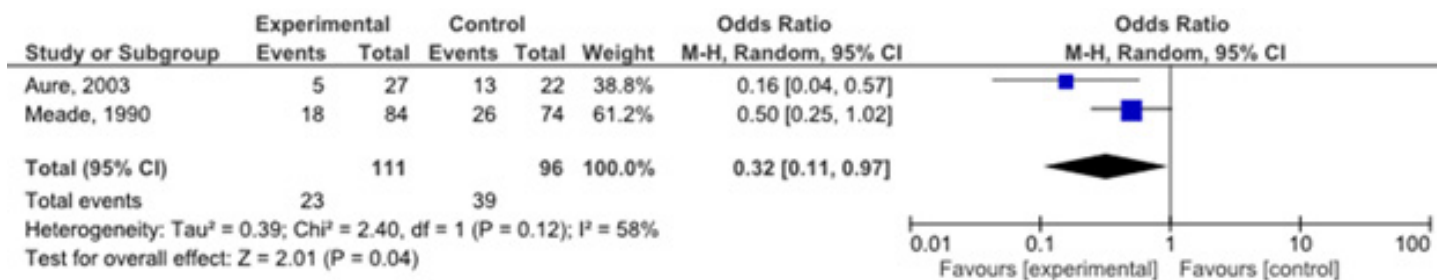 Experimental Control Odds Ratio Odds Ratio
Study or Subgroup Events Total Events Total Weight M-H, Random, 95% CI M-H, Random, 95% CI
Aure, 2003 5 27 13 22 38.8% 0.16 [0.04, 0.57]
Meade, 1990 18 84 26 74 61.2% 0.50 [0.25, 1.02]
Total (95% CI) 111 96 100.0% 0.32 [0.11, 0.97]
Total events 23 39
Heterogeneity: Tau² = 0.39; Chi² = 2.40, df = 1 (P = 0.12); I² = 58%
Test for overall effect: Z = 2.01 (P = 0.04)
0.01 0.1 1 10 100
Favours [experimental] Favours [control]